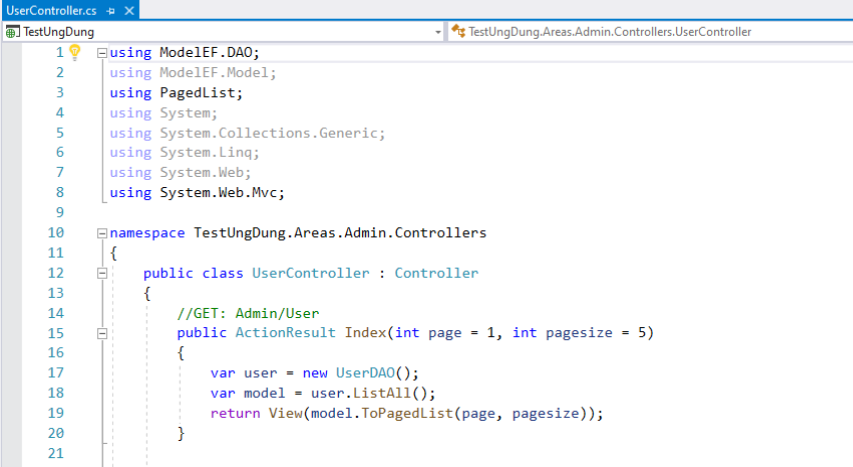 UserController.cs
TestUngDung TestUngDung.Areas.Admin.Controllers.UserController
1 using ModelEF.DAO;
2 using ModelEF.Model;
3 using PagedList;
4 using System;
5 using System.Collections.Generic;
6 using System.Linq;
7 using System.Web;
8 using System.Web.Mvc;
9
10 namespace TestUngDung.Areas.Admin.Controllers
11 {
12 public class UserController : Controller
13 {
14 //GET: Admin/User
15 public ActionResult Index(int page = 1, int pagesize = 5)
16 {
17 var user = new UserDAO();
18 var model = user.ListAll();
19 return View(model.ToPagedList(page, pagesize));
20 }
21